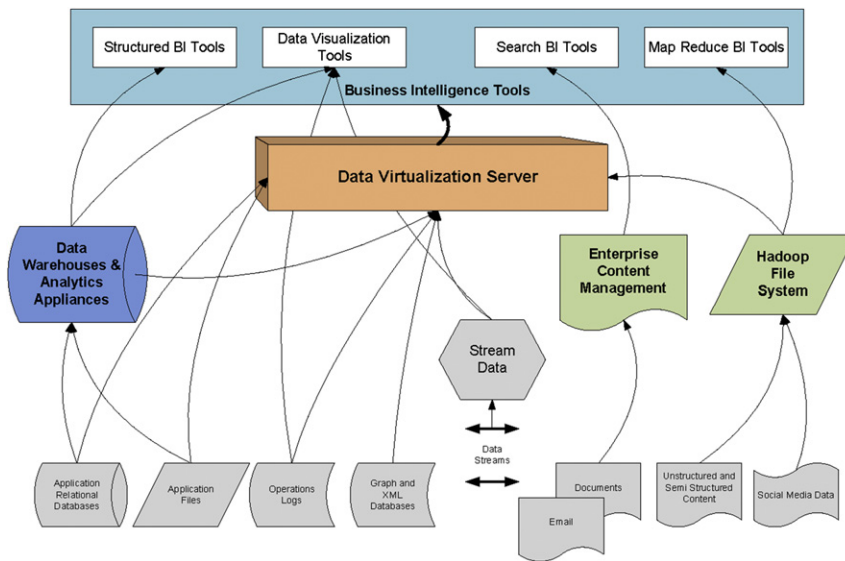 Structured BI Tools
Data Visualization
Tools
Search BI Tools
Map Reduce BI Tools
Business Intelligence Tools
Data Virtualization Server
Data
Warehouses &
Analytics
Appliances
Enterprise
Content
Management
Hadoop
File
System
Stream
Data
Data
Streams
Application
Relational
Databases
Application
Files
Operations
Logs
Graph and
XML
Databases
Documents
Email
Unstructured and
Semi Structured
Content
Social Media Data